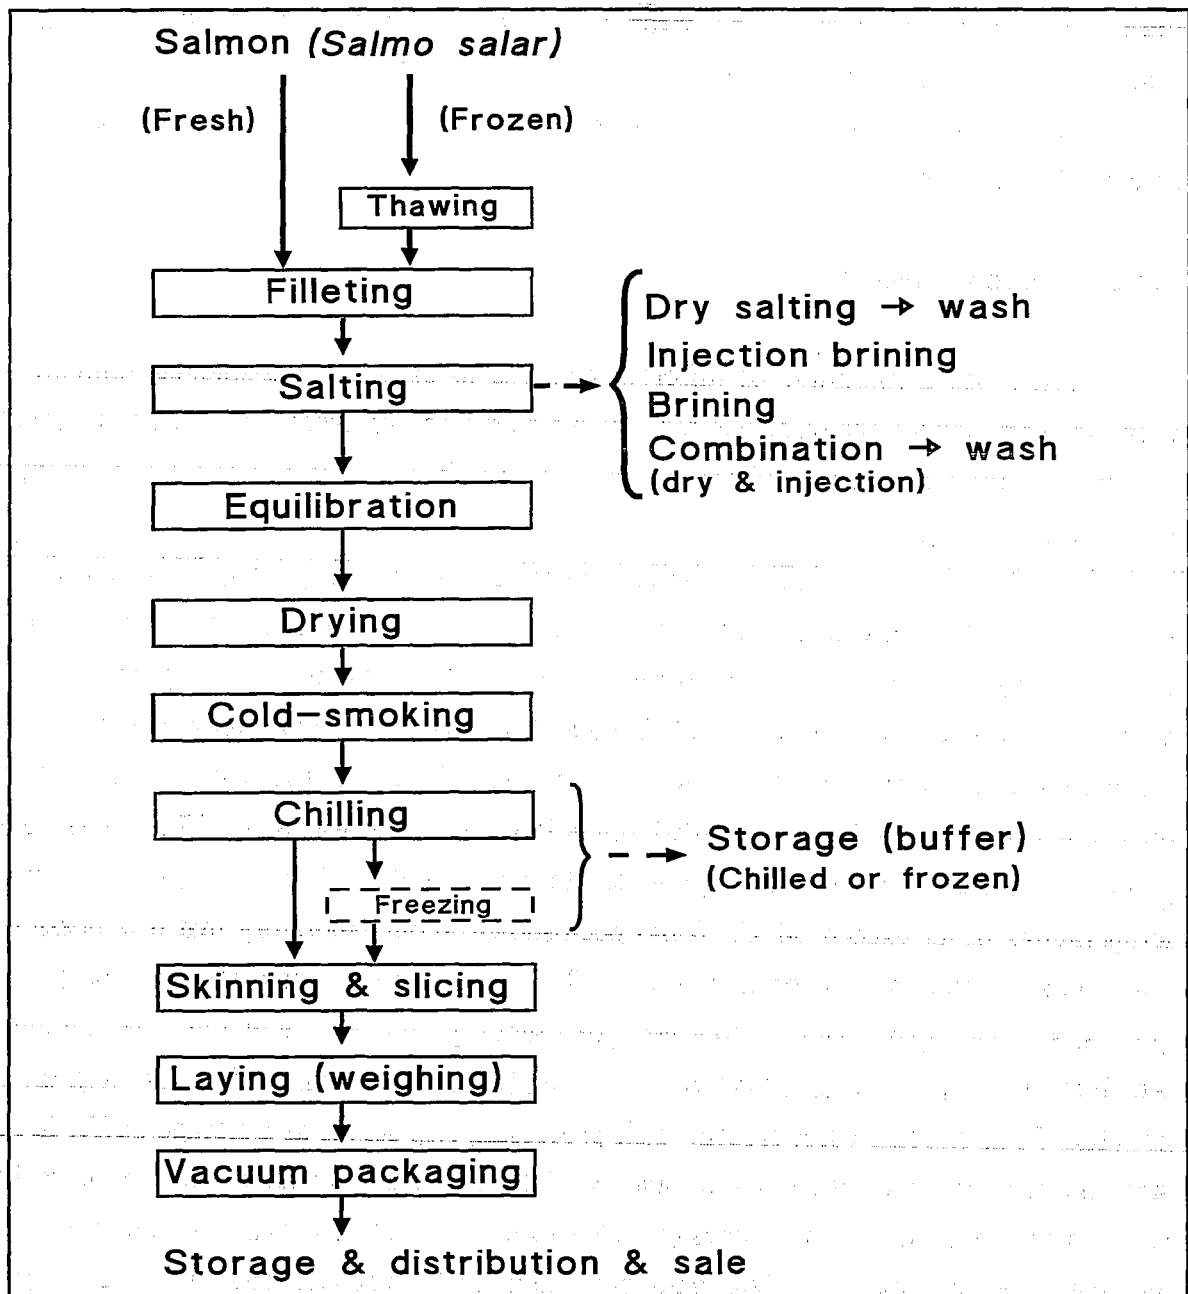 Salmon (Salmo salar)
(Fresh)
(Frozen)
Thawing
Filleting
Salting
Dry salting → wash
Injection brining
Brining
Combination → wash
(dry & injection)
Equilibration
Drying
Cold-smoking
Chilling
Freezing
Storage (buffer)
(Chilled or frozen)
Skinning & slicing
Laying (weighing)
Vacuum packaging
Storage & distribution & sale